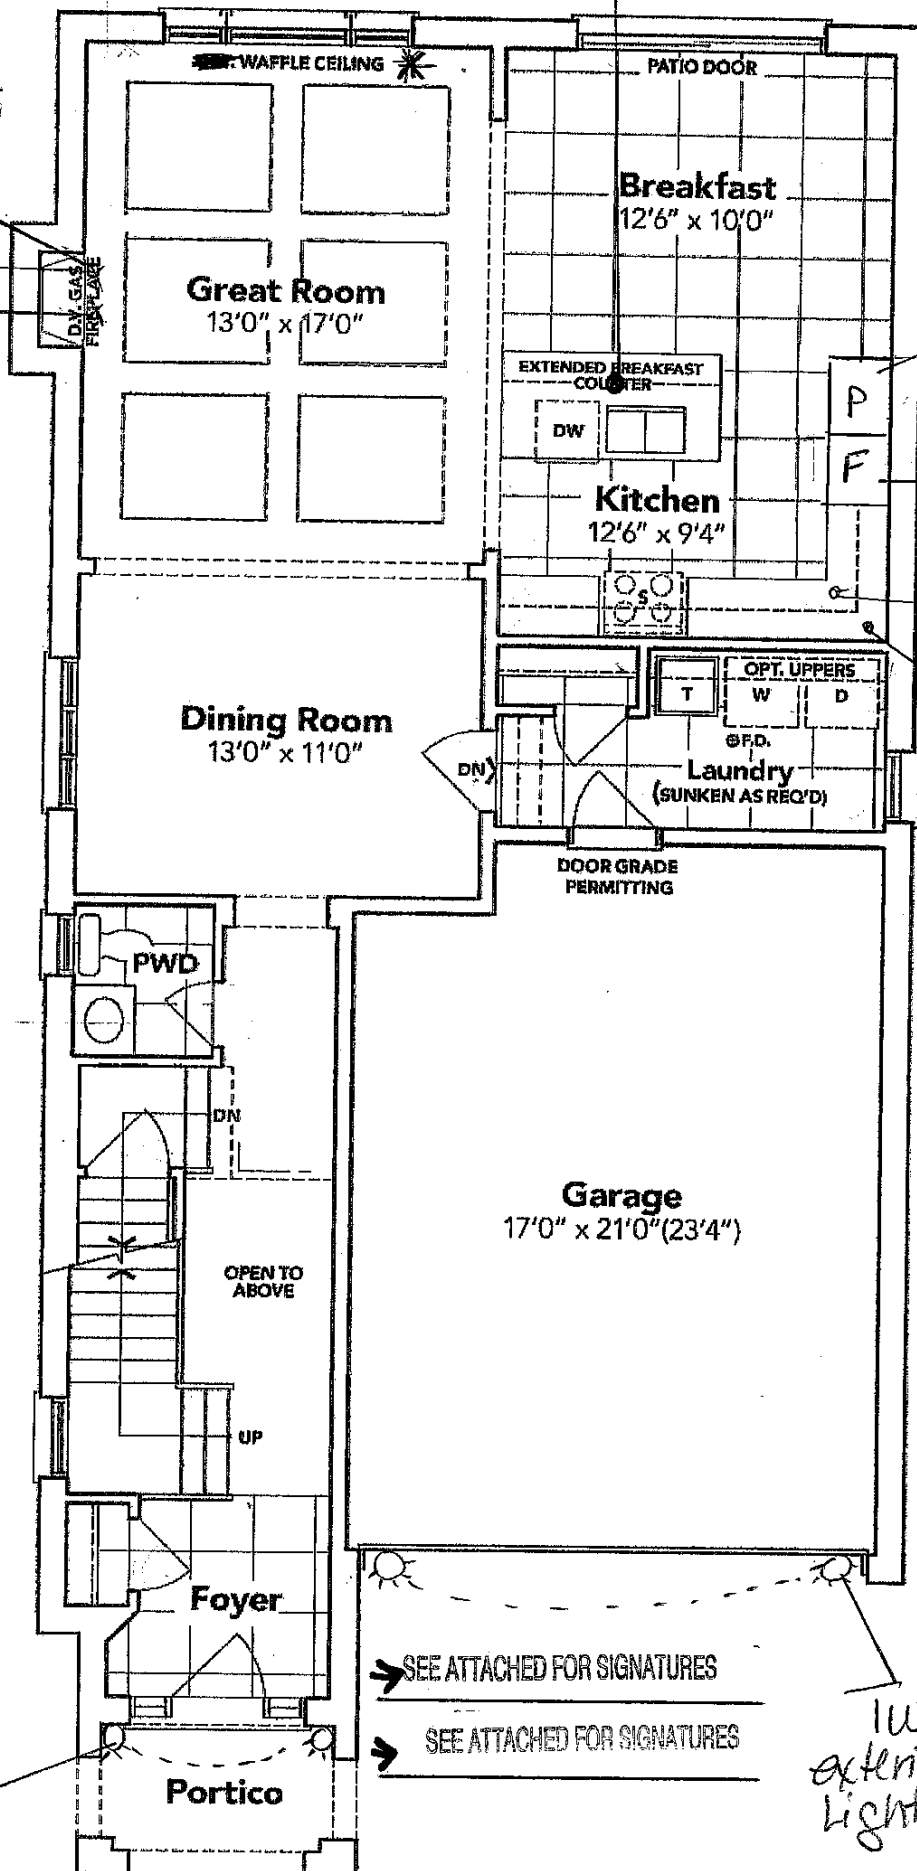 WAFFLE CEILING
PATIO DOOR
Breakfast
12'6" x 10'0"
D.V. GAS
FIREPLACE
Great Room
13'0" x 17'0"
EXTENDED BREAKFAST
COUNTER
P
DW
F
Kitchen
12'6" x 9'4"
S
OPT. UPPERS
T
W
D
Dining Room
13'0" x 11'0"
F.D.
DN
Laundry
(SUNKEN AS REQ'D)
DOOR GRADE
PERMITTING
PWD
DN
Garage
17'0" x 21'0"(23'4")
OPEN TO
ABOVE
UP
Foyer
SEE ATTACHED FOR SIGNATURES
SEE ATTACHED FOR SIGNATURES
Portico